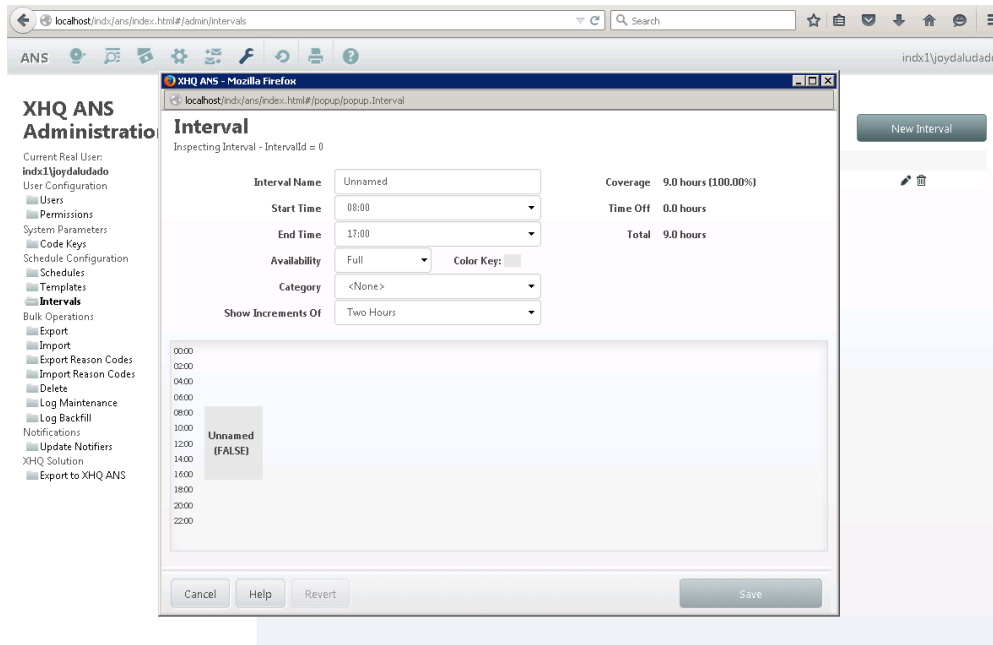 localhost/indx/ans/index.html#/admin/intervals
Search
ANS
indx1\joydaludado
XHQ ANS
Administratio
Current Real User:
indx1\joydaludado
User Configuration
Users
Permissions
System Parameters
Code Keys
Schedule Configuration
Schedules
Templates
Intervals
Bulk Operations
Export
Import
Export Reason Codes
Import Reason Codes
Delete
Log Maintenance
Log Backfill
Notifications
Update Notifiers
XHQ Solution
Export to XHQ ANS
New Interval
XHQ ANS - Mozilla Firefox
localhost/indx/ans/index.html#/popup/popup.Interval
Interval
Inspecting Interval - IntervalId = 0
Interval Name Unnamed Coverage 9.0 hours (100.00%)
Start Time 08:00 Time Off 0.0 hours
End Time 17:00 Total 9.0 hours
Availability Full Color Key:
Category <None>
Show Increments Of Two Hours
00:00
02:00
04:00
06:00
08:00
10:00
12:00
14:00
16:00
18:00
20:00
22:00
Unnamed
(FALSE)
Cancel Help Revert Save